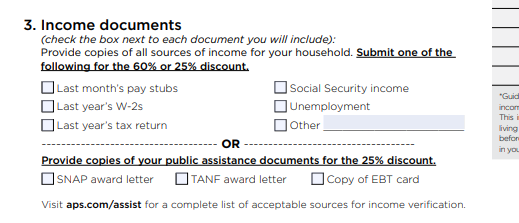 3. Income documents
(check the box next to each document you will include):
Provide copies of all sources of income for your household. Submit one of the
following for the 60% or 25% discount.
Last month's pay stubs
Social Security income
Last year's W-2s
Unemployment
Last year's tax return
Other
OR
Provide copies of your public assistance documents for the 25% discount.
SNAP award letter
TANF award letter
Copy of EBT card
Visit aps.com/assist for a complete list of acceptable sources for income verification.
*Guid
incom
This i
living
befor
in you